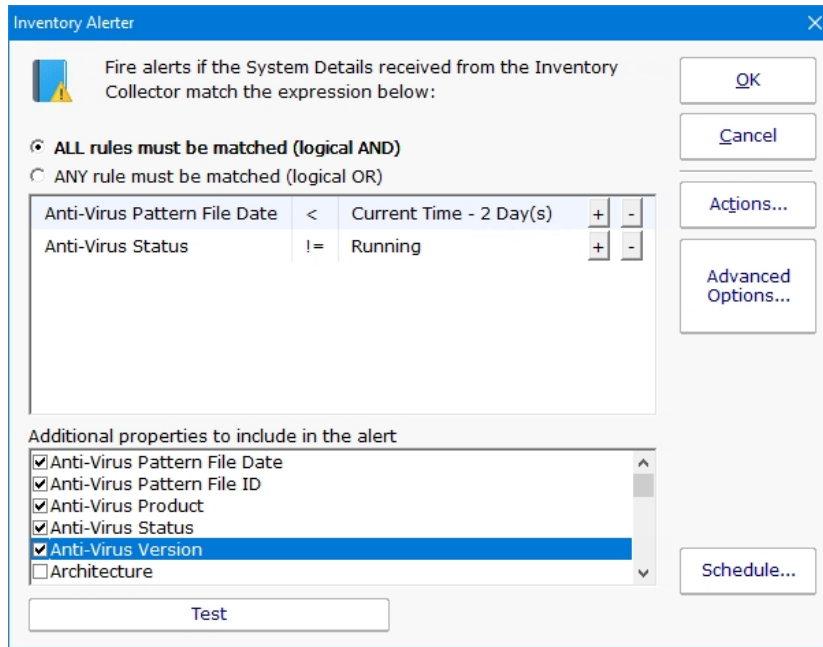 Inventory Alerter
Fire alerts if the System Details received from the Inventory
Collector match the expression below:
OK
Cancel
ALL rules must be matched (logical AND)
ANY rule must be matched (logical OR)
Actions...
Anti-Virus Pattern File Date < Current Time - 2 Day(s) + -
Anti-Virus Status != Running + -
Advanced
Options...
Additional properties to include in the alert
Anti-Virus Pattern File Date
Anti-Virus Pattern File ID
Anti-Virus Product
Anti-Virus Status
Anti-Virus Version
Architecture
Schedule...
Test